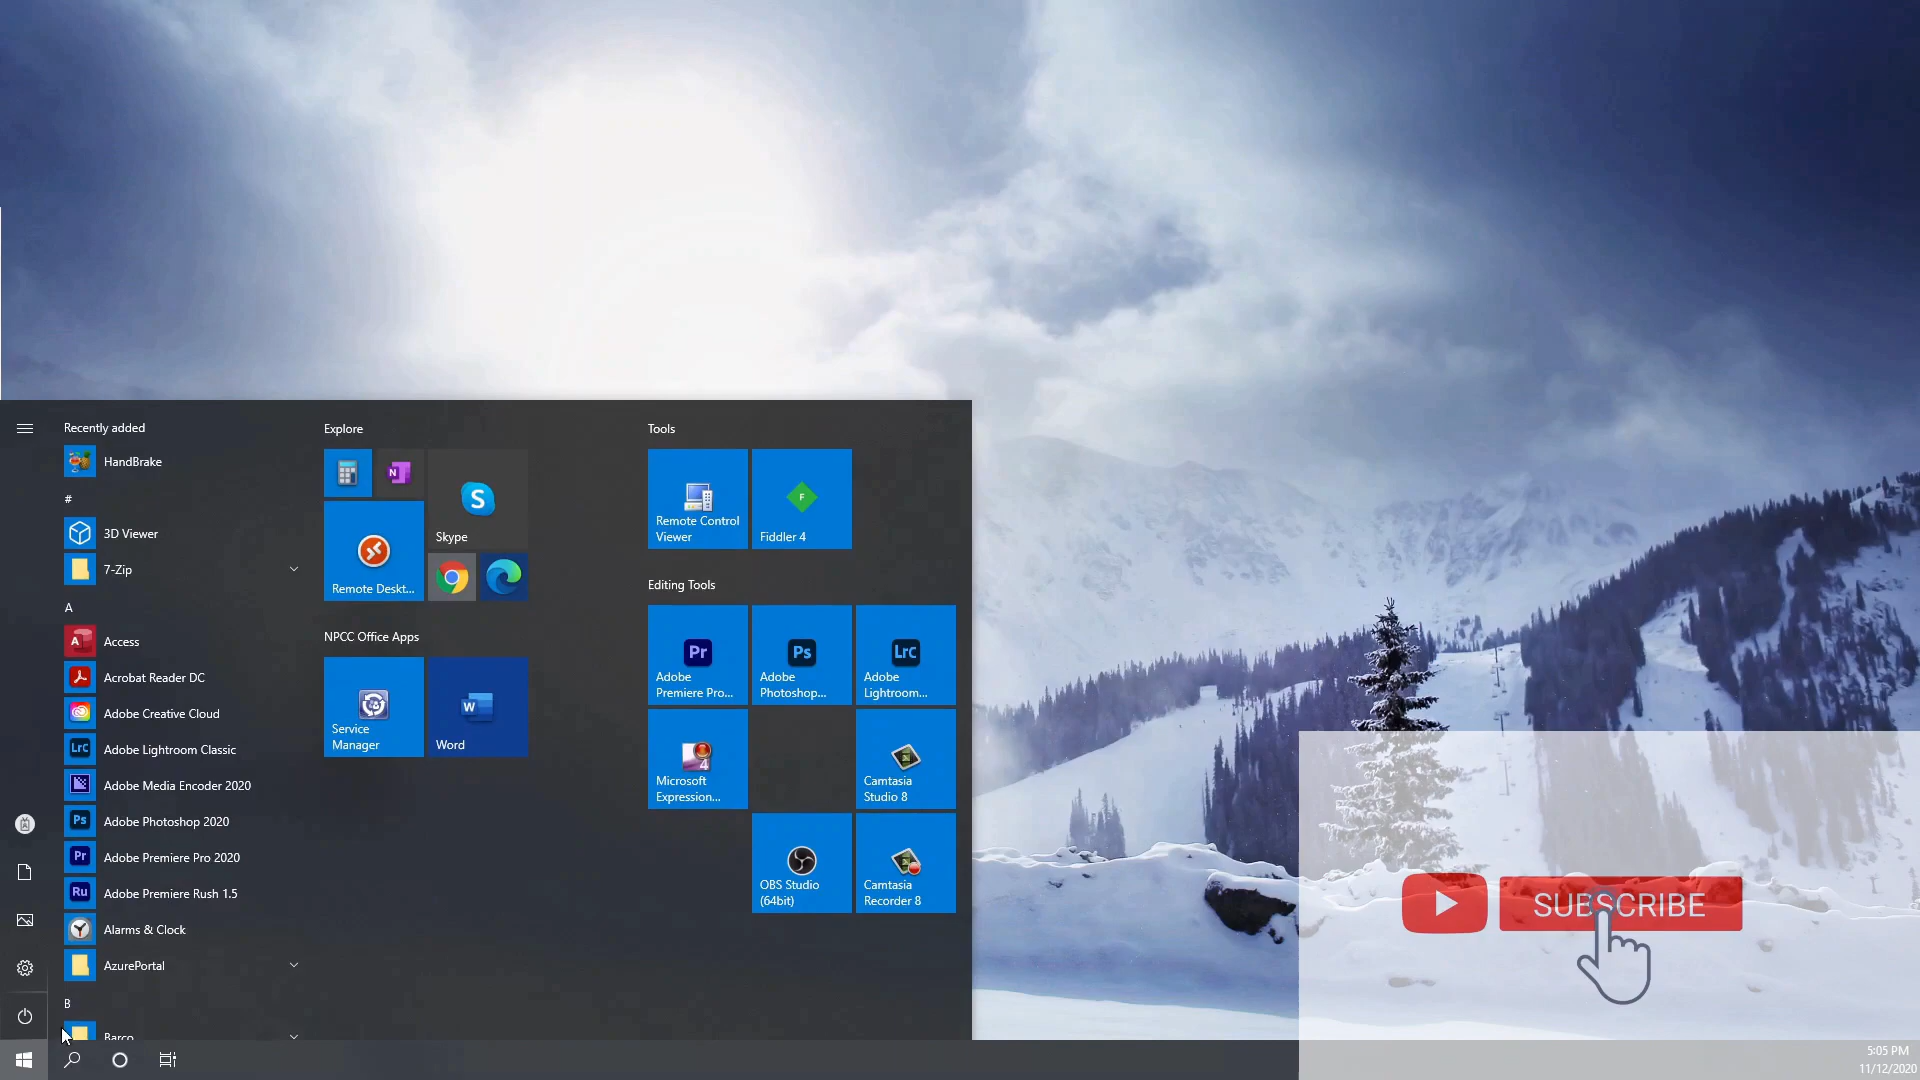 Recently added
HandBrake
#
3D Viewer
7-Zip
A
Access
Acrobat Reader DC
Adobe Creative Cloud
Adobe Lightroom Classic
Adobe Media Encoder 2020
Adobe Photoshop 2020
Adobe Premiere Pro 2020
Adobe Premiere Rush 1.5
Alarms & Clock
AzurePortal
B
Barco
Explore
Skype
Remote Deskt...
NPCC Office Apps
Service
Manager
Word
Tools
Remote Control
Viewer
Fiddler 4
Editing Tools
Adobe
Premiere Pro...
Adobe
Photoshop...
Adobe
Lightroom...
Microsoft
Expression...
Camtasia
Studio 8
OBS Studio
(64bit)
Camtasia
Recorder 8
SUBSCRIBE
5:05 PM
11/12/2020